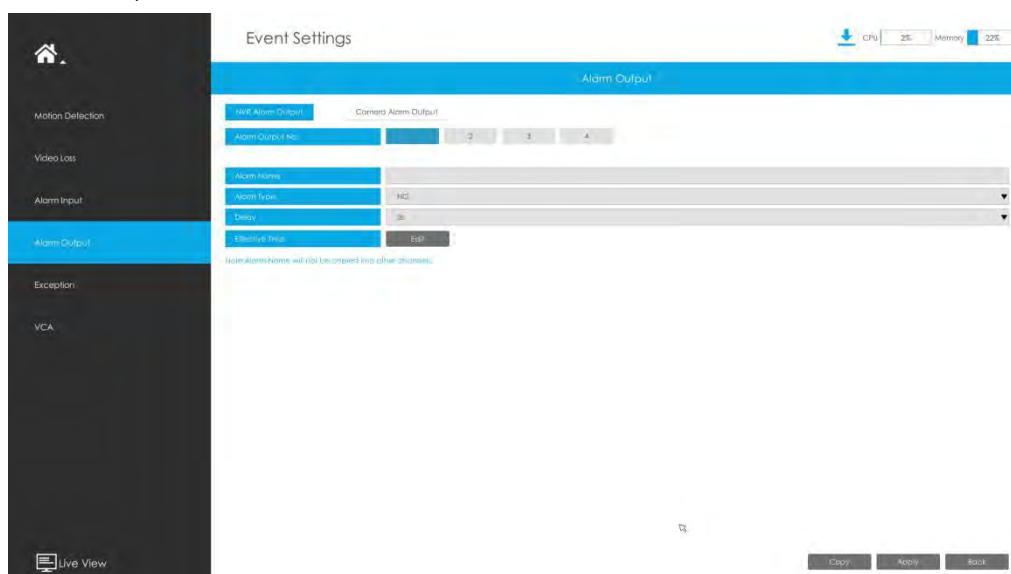 Event Settings
CPU 2% Memory 22%
Alarm Output
Motion Detection
Video Loss
Alarm Input
Alarm Output
Exception
VCA
Live View
NVR Alarm Output Camera Alarm Output
Alarm Output No. 2 3 4
Alarm Name
Alarm Type NO
Delay
Effective Time Edit
Note:Alarm Name will not be copied into other channels.
Copy Apply Back